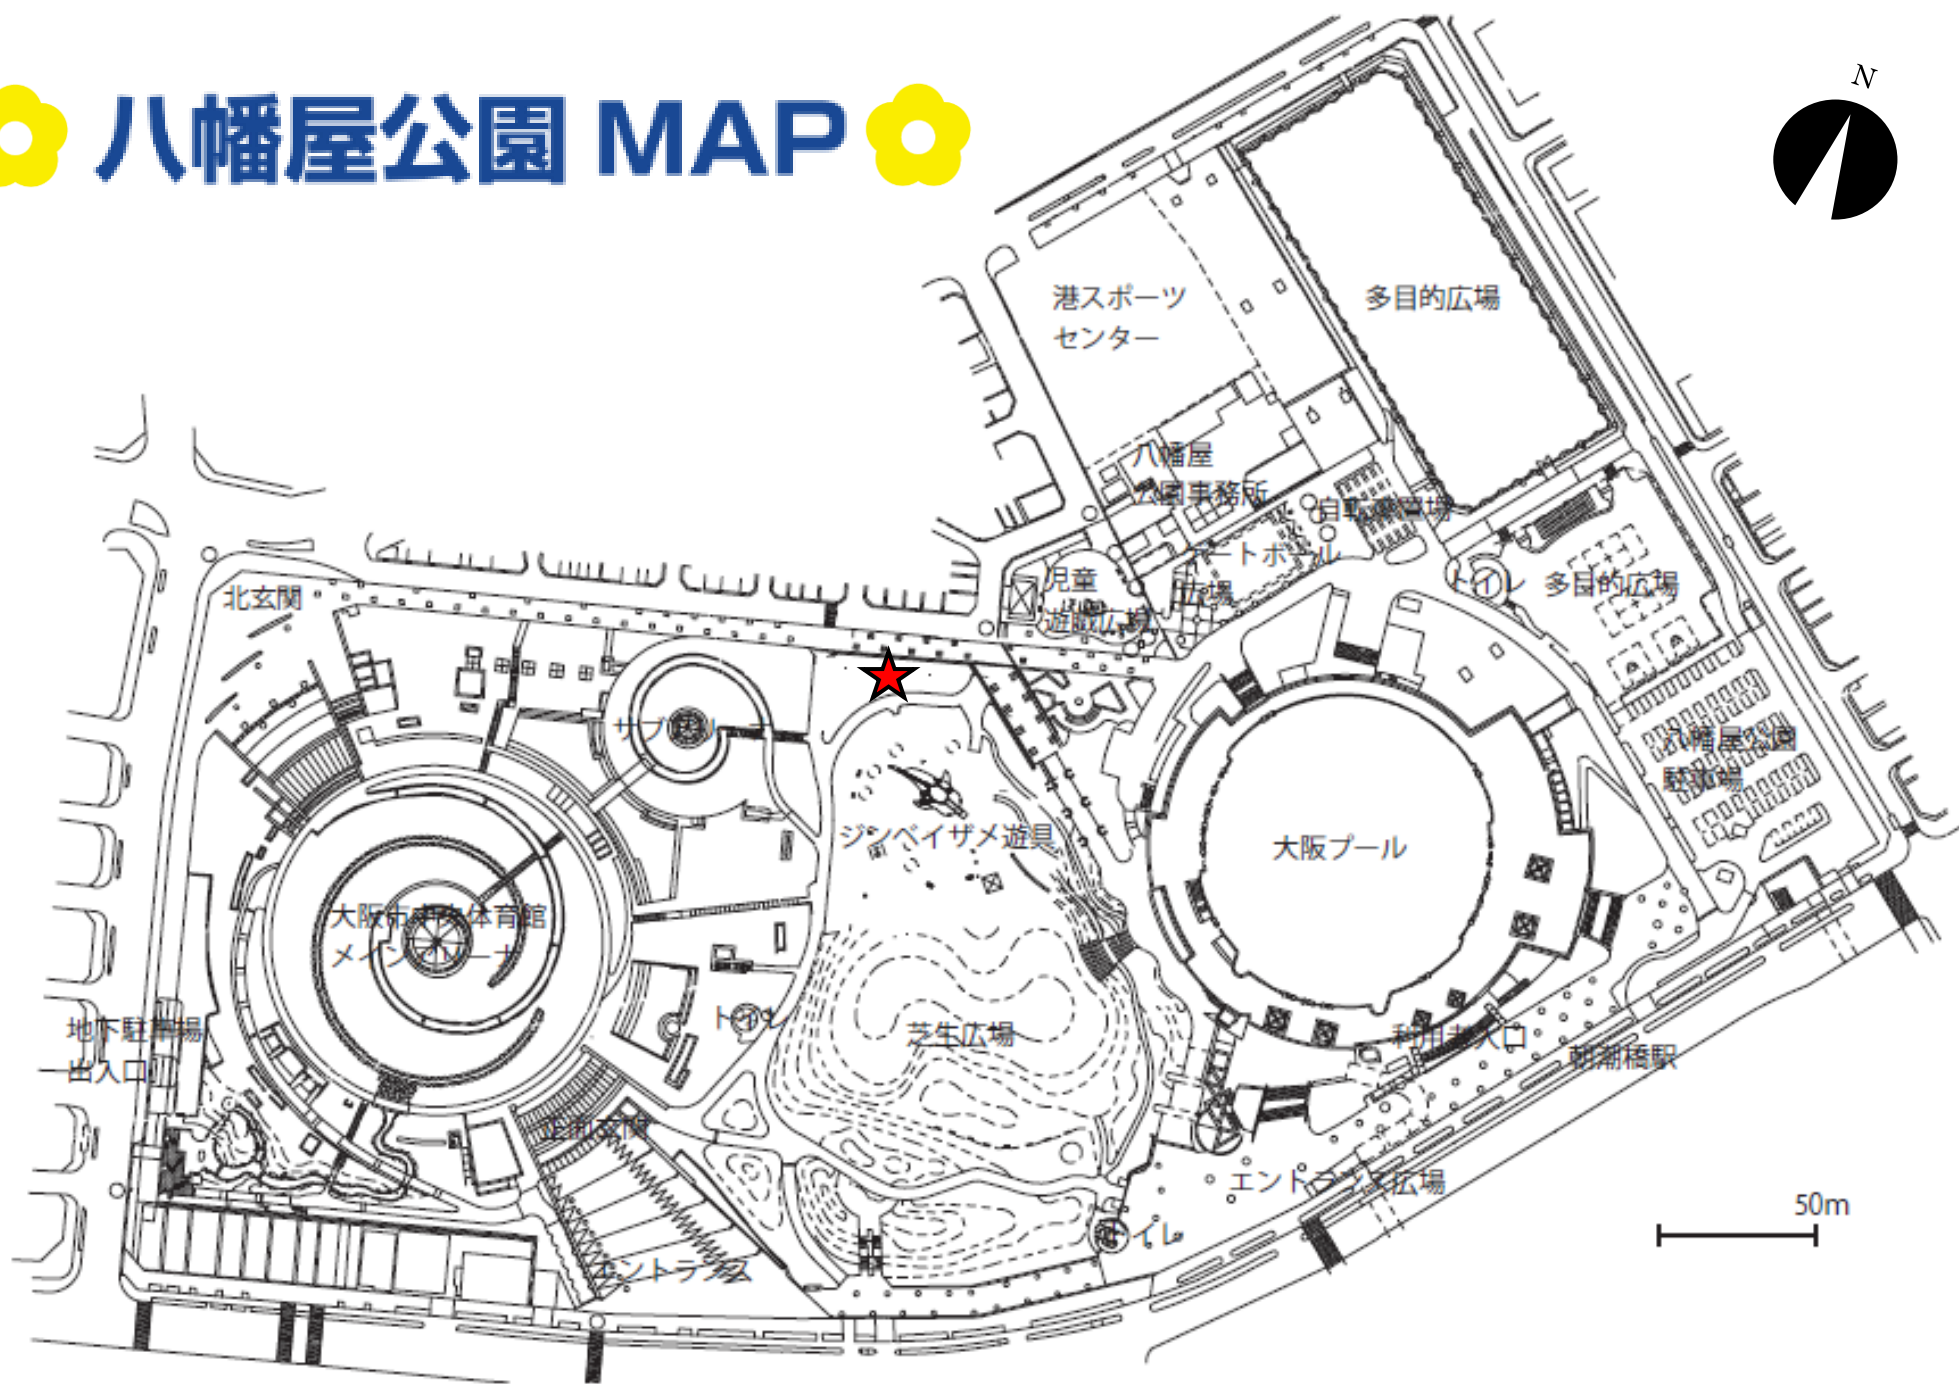 八幡屋公園 MAP
N
港スポーツ
センター
多目的広場
八幡屋
公園事務所
自転車置場
ゲートボール
広場
児童
遊戯広場
トイレ
多目的広場
北玄関
サブアリーナ
八幡屋公園
駐車場
ジンベイザメ遊具
大阪プール
大阪市中央体育館
メインアリーナ
地下駐車場
出入口
トイレ
芝生広場
利用者入口
朝潮橋駅
正面玄関
エントランス広場
トイレ
エントランス
50m